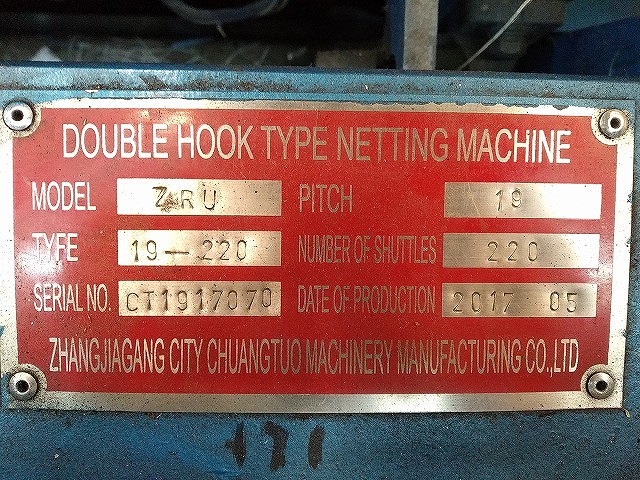 DOUBLE HOOK TYPE NETTING MACHINE
MODEL ZRU PITCH 19
TYFE 19-220 NUMBER OF SHUTTLES 220
SERIAL NO. CT1917070 DATE OF PRODUCTION 2017 05
ZHANGJIAGANG CITY CHUANGTUO MACHINERY MANUFACTURING CO.,LTD
171